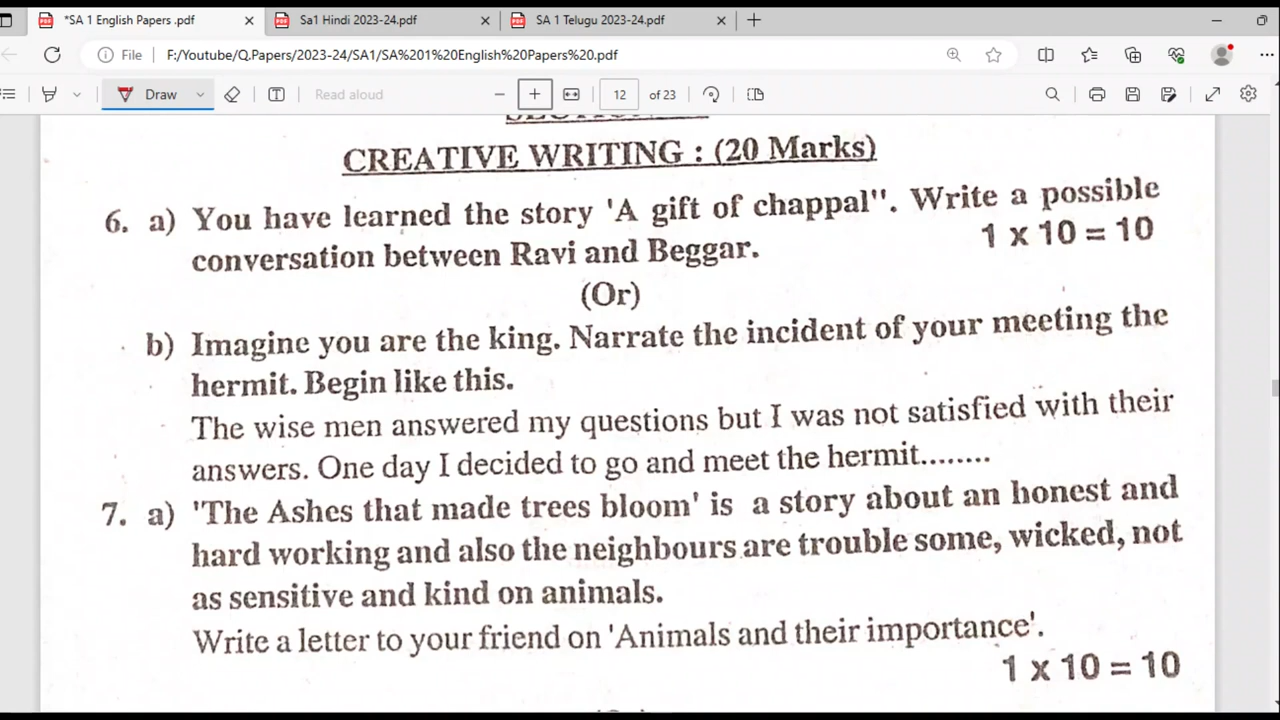 *SA 1 English Papers .pdf
Sa1 Hindi 2023-24.pdf
SA 1 Telugu 2023-24.pdf
File F:/Youtube/Q.Papers/2023-24/SA1/SA%201%20English%20Papers%20.pdf
Draw
Read aloud
12 of 23
CREATIVE WRITING : (20 Marks)
6. a) You have learned the story 'A gift of chappal". Write a possible
conversation between Ravi and Beggar. 1 x 10 = 10
(Or)
b) Imagine you are the king. Narrate the incident of your meeting the
hermit. Begin like this.
The wise men answered my questions but I was not satisfied with their
answers. One day I decided to go and meet the hermit........
7. a) 'The Ashes that made trees bloom' is a story about an honest and
hard working and also the neighbours are trouble some, wicked, not
as sensitive and kind on animals.
Write a letter to your friend on 'Animals and their importance'.
1 x 10 = 10